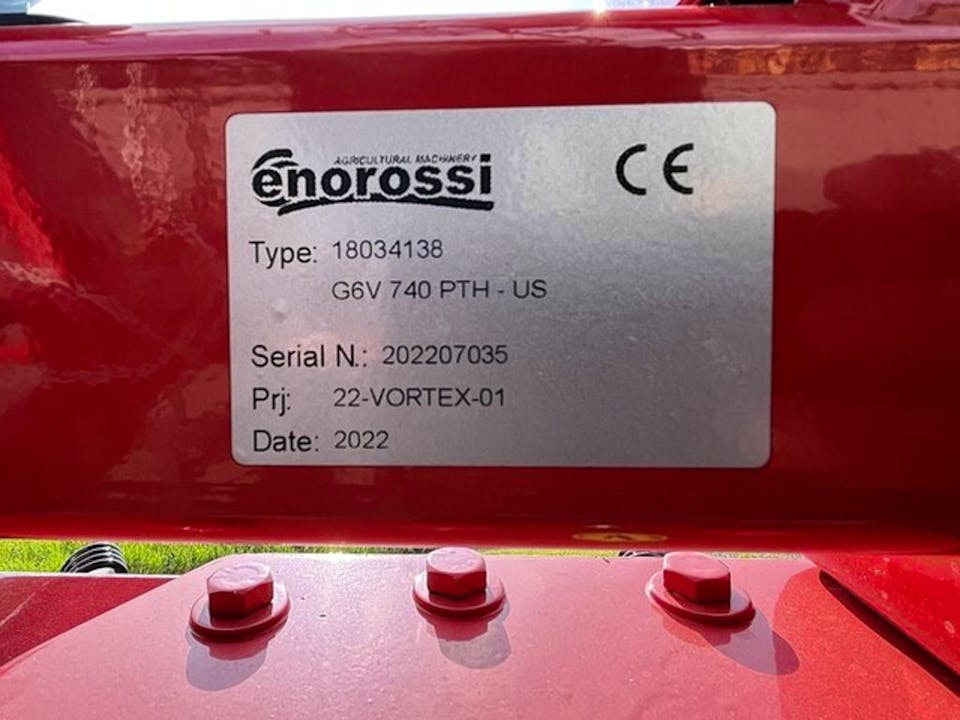 AGRICULTURAL MACHINERY
enorossi
CE
Type: 18034138
G6V 740 PTH - US
Serial N.: 202207035
Prj: 22-VORTEX-01
Date: 2022